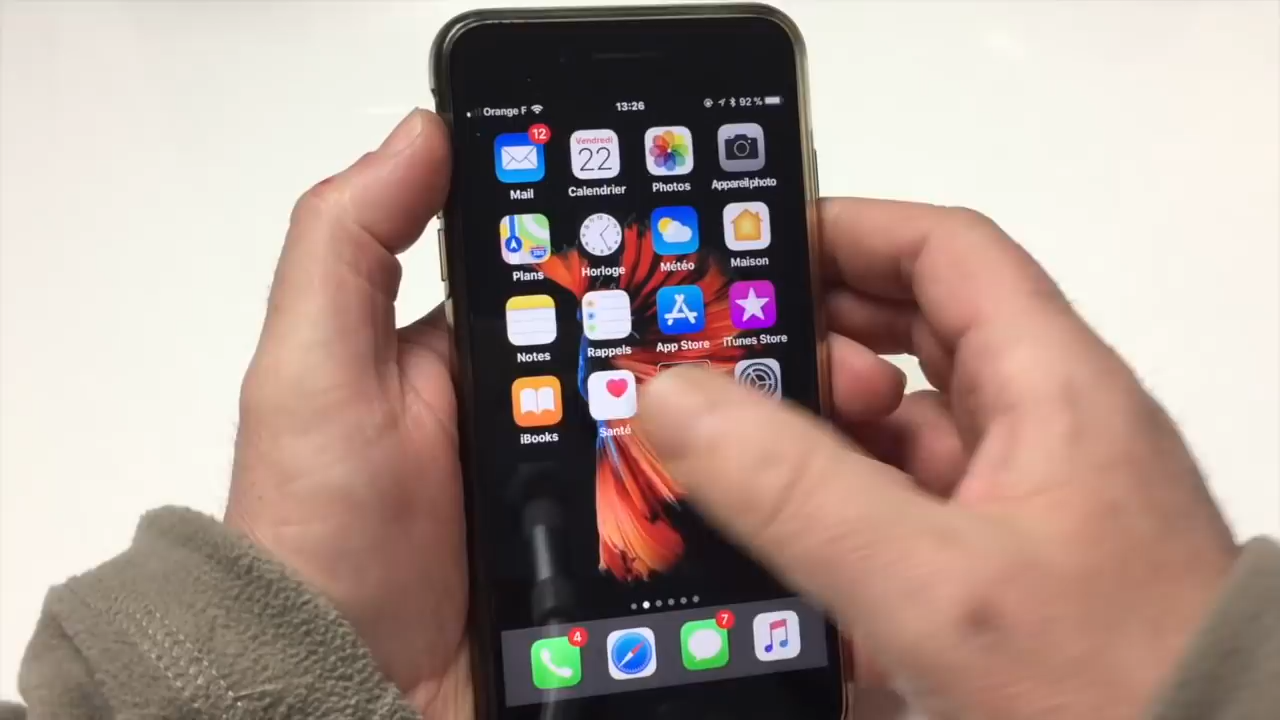 Orange F 13:26 92 %
12
Vendredi
22
Mail Calendrier Photos Appareil photo
280
Plans Horloge Météo Maison
Notes Rappels App Store iTunes Store
iBooks Santé
4 7